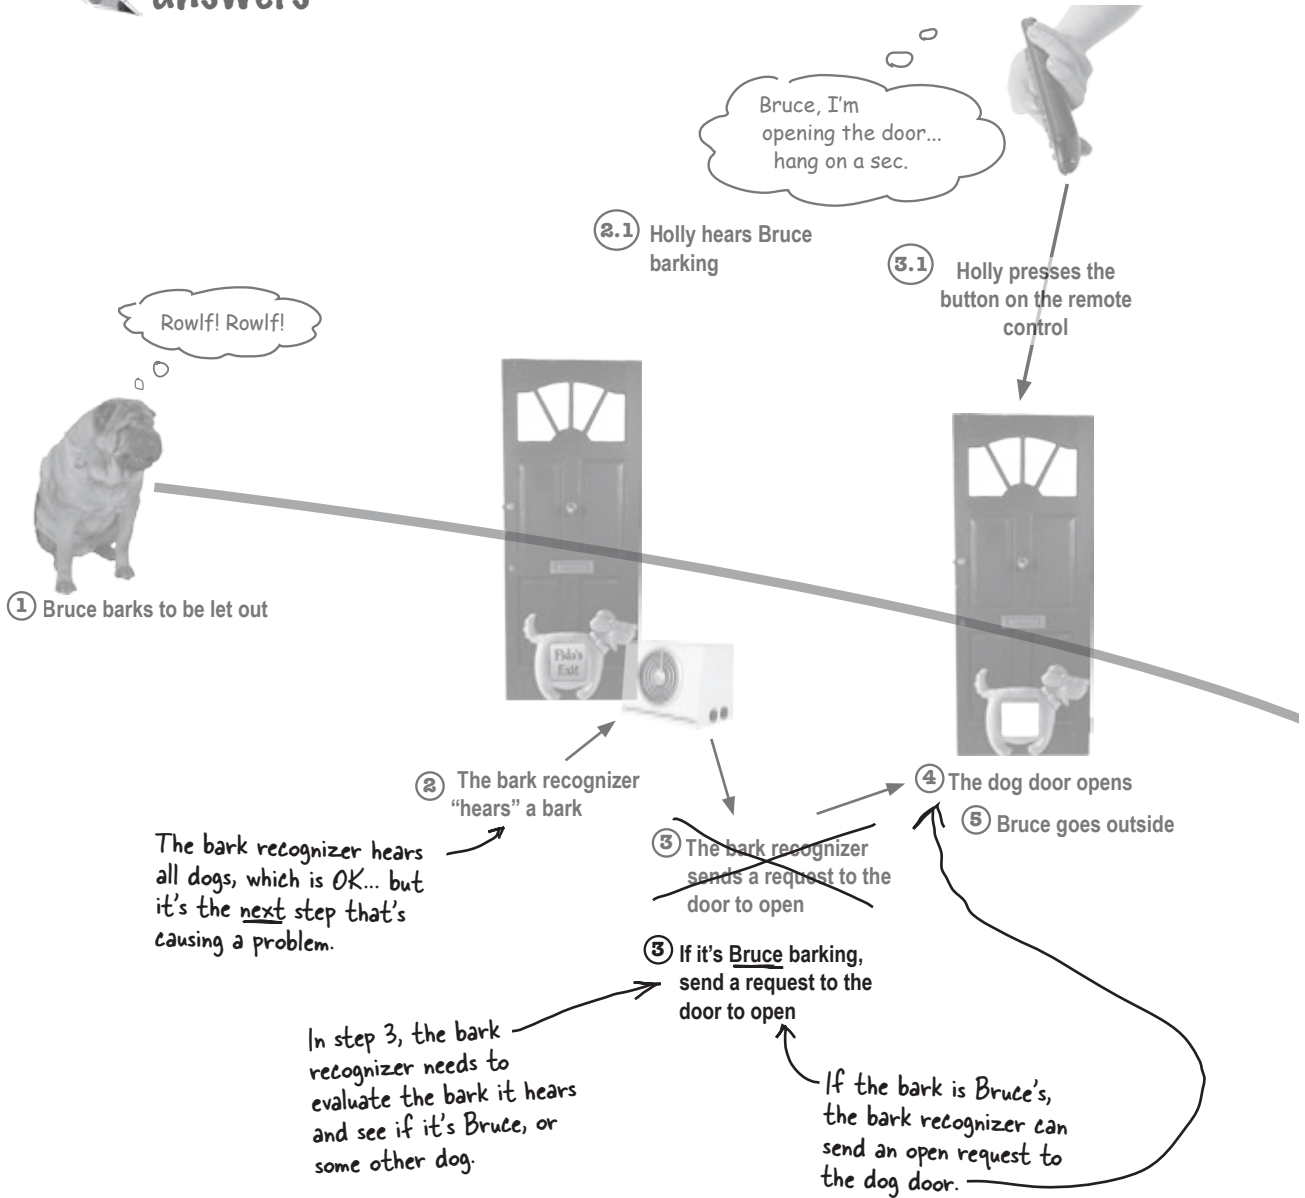 answers
Bruce, I'm
opening the door...
hang on a sec.
2.1 Holly hears Bruce
barking
3.1 Holly presses the
button on the remote
control
Rowlf! Rowlf!
1 Bruce barks to be let out
Fido's
Exit
2 The bark recognizer
“hears” a bark
4 The dog door opens
5 Bruce goes outside
The bark recognizer hears
all dogs, which is OK... but
it's the next step that's
causing a problem.
3 The bark recognizer
sends a request to the
door to open
3 If it's Bruce barking,
send a request to the
door to open
In step 3, the bark
recognizer needs to
evaluate the bark it hears
and see if it's Bruce, or
some other dog.
If the bark is Bruce's,
the bark recognizer can
send an open request to
the dog door.